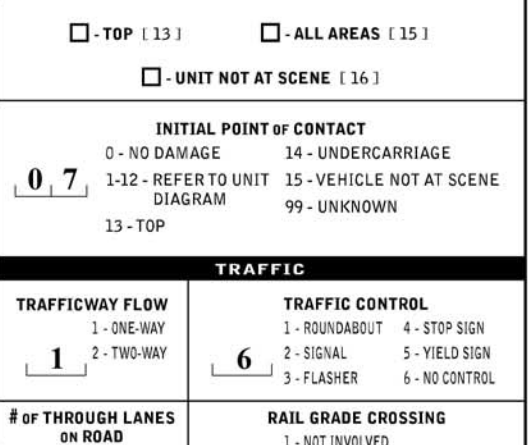 - TOP [ 13 ] - ALL AREAS [ 15 ]
- UNIT NOT AT SCENE [ 16 ]
INITIAL POINT OF CONTACT
0 7
0 - NO DAMAGE
1-12 - REFER TO UNIT
DIAGRAM
13 - TOP
14 - UNDERCARRIAGE
15 - VEHICLE NOT AT SCENE
99 - UNKNOWN
TRAFFIC
TRAFFICWAY FLOW
1
1 - ONE-WAY
2 - TWO-WAY
TRAFFIC CONTROL
6
1 - ROUNDABOUT
2 - SIGNAL
3 - FLASHER
4 - STOP SIGN
5 - YIELD SIGN
6 - NO CONTROL
# OF THROUGH LANES
ON ROAD
RAIL GRADE CROSSING
1 - NOT INVOLVED